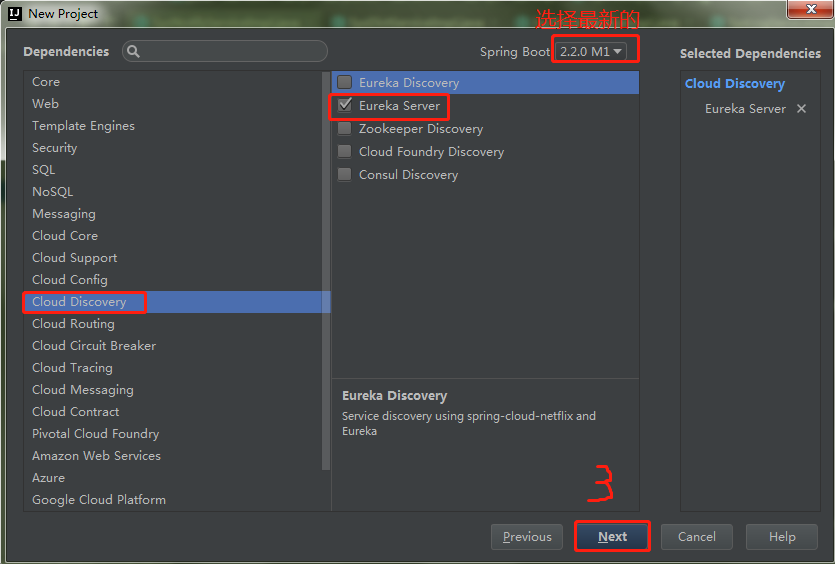 New Project
选择最新的
Dependencies
Spring Boot 2.2.0 M1
Selected Dependencies
Core
Web
Template Engines
Security
SQL
NoSQL
Messaging
Cloud Core
Cloud Support
Cloud Config
Cloud Discovery
Cloud Routing
Cloud Circuit Breaker
Cloud Tracing
Cloud Messaging
Cloud Contract
Pivotal Cloud Foundry
Amazon Web Services
Azure
Google Cloud Platform
Eureka Discovery
Eureka Server
Zookeeper Discovery
Cloud Foundry Discovery
Consul Discovery
Eureka Discovery
Service discovery using spring-cloud-netflix and
Eureka
Cloud Discovery
Eureka Server
3
Previous
Next
Cancel
Help